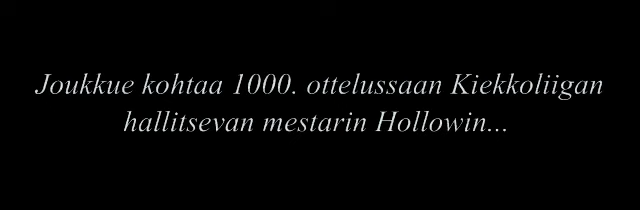 Joukkue kohtaa 1000. ottelussaan Kiekkoliigan
hallitsevan mestarin Hollowin...